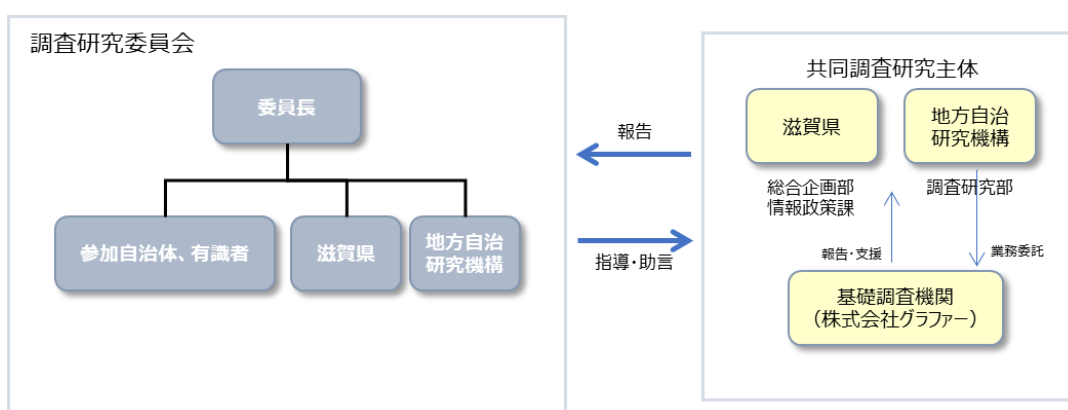 調査研究委員会
委員長
参加自治体、有識者
滋賀県
地方自治
研究機構
報告
指導・助言
共同調査研究主体
滋賀県
地方自治
研究機構
総合企画部
情報政策課
調査研究部
報告・支援
業務委託
基礎調査機関
（株式会社グラファー）